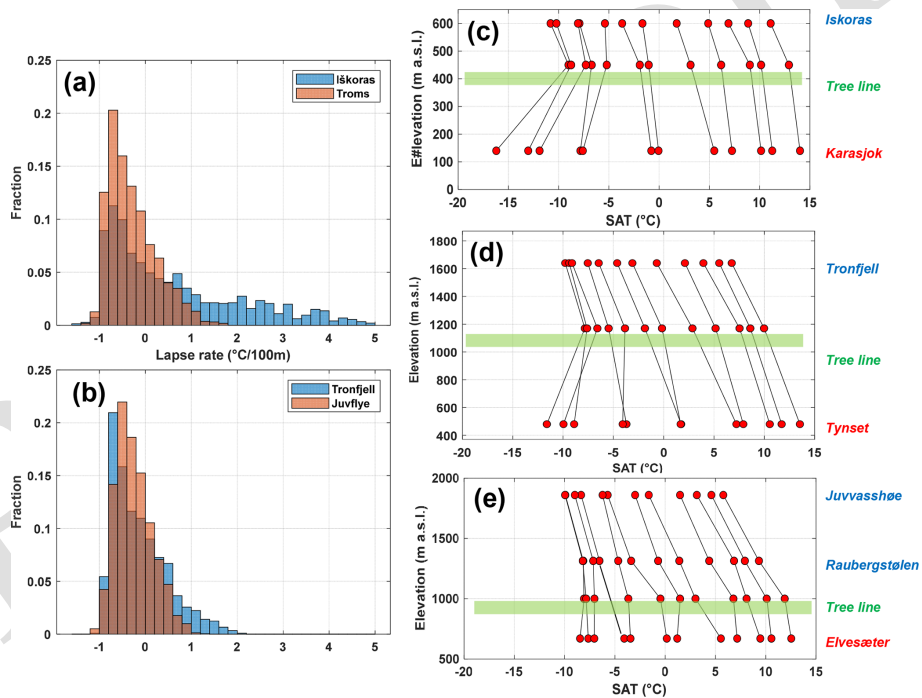 (a)
Iškoras
Troms
0.25
0.2
0.15
0.1
0.05
0
Fraction
-1
0
1
2
3
4
5
Lapse rate (°C/100m)
(b)
Tronfjell
Juvflye
0.25
0.2
0.15
0.1
0.05
0
Fraction
-1
0
1
2
3
4
5
(c)
600
500
400
300
200
100
0
E#levation (m a.s.l.)
-20
-15
-10
-5
0
5
10
15
SAT (°C)
Iskoras
Tree line
Karasjok
(d)
1800
1600
1400
1200
1000
800
600
400
Elevation (m a.s.l.)
-20
-15
-10
-5
0
5
10
15
SAT (°C)
Tronfjell
Tree line
Tynset
(e)
2000
1500
1000
500
Elevation (m a.s.l.)
-20
-15
-10
-5
0
5
10
15
SAT (°C)
Juvvasshøe
Raubergstølen
Tree line
Elvesæter